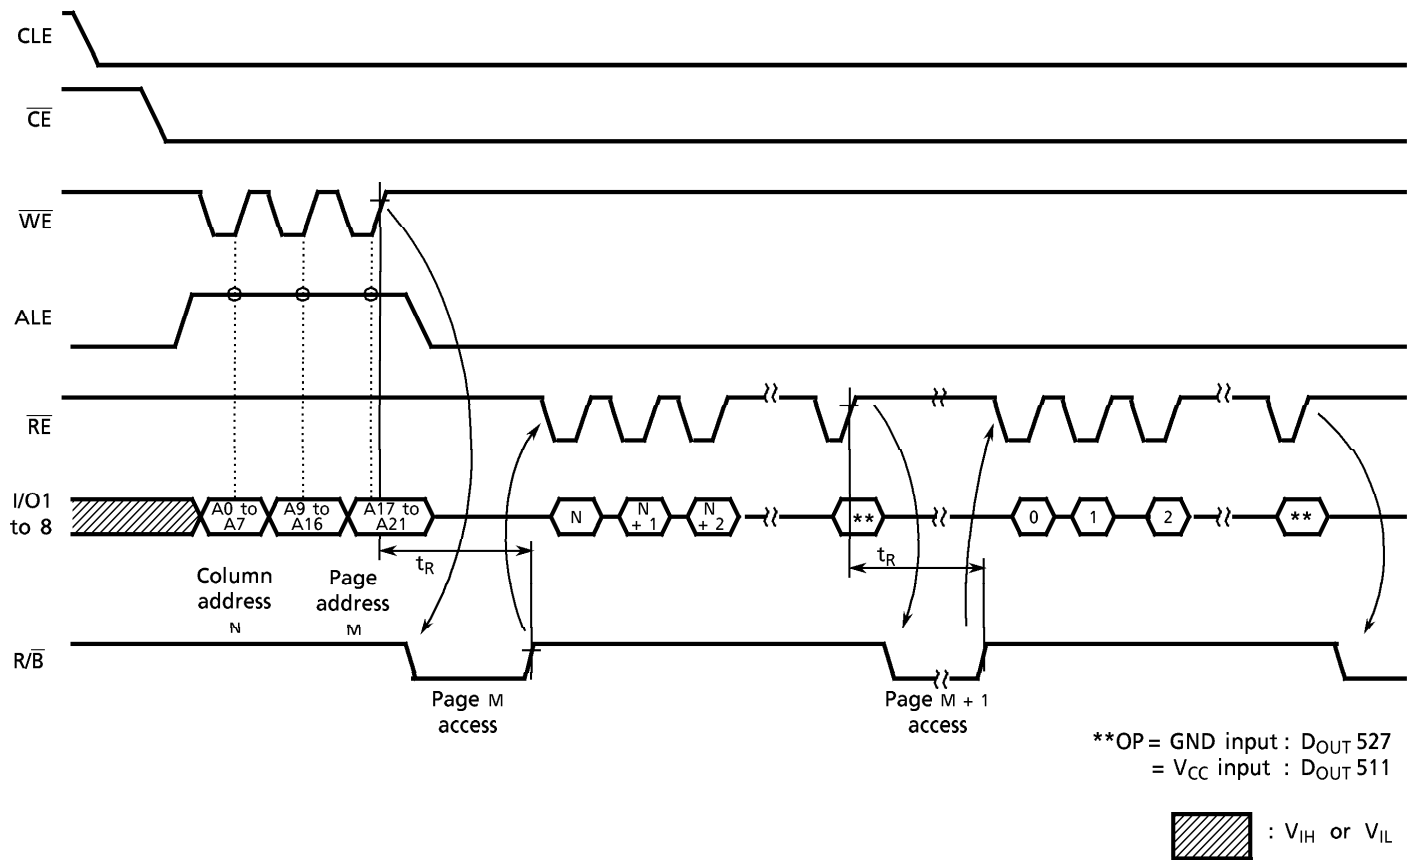 CLE
CE
WE
ALE
RE
I/O1
to 8
A0 to
A7
A9 to
A16
A17 to
A21
N
N
+ 1
N
+ 2
**
0
1
2
**
tR
tR
Column
address
N
Page
address
M
R/B
Page M
access
Page M + 1
access
**OP = GND input : DOUT 527
= VCC input : DOUT 511
: VIH or VIL